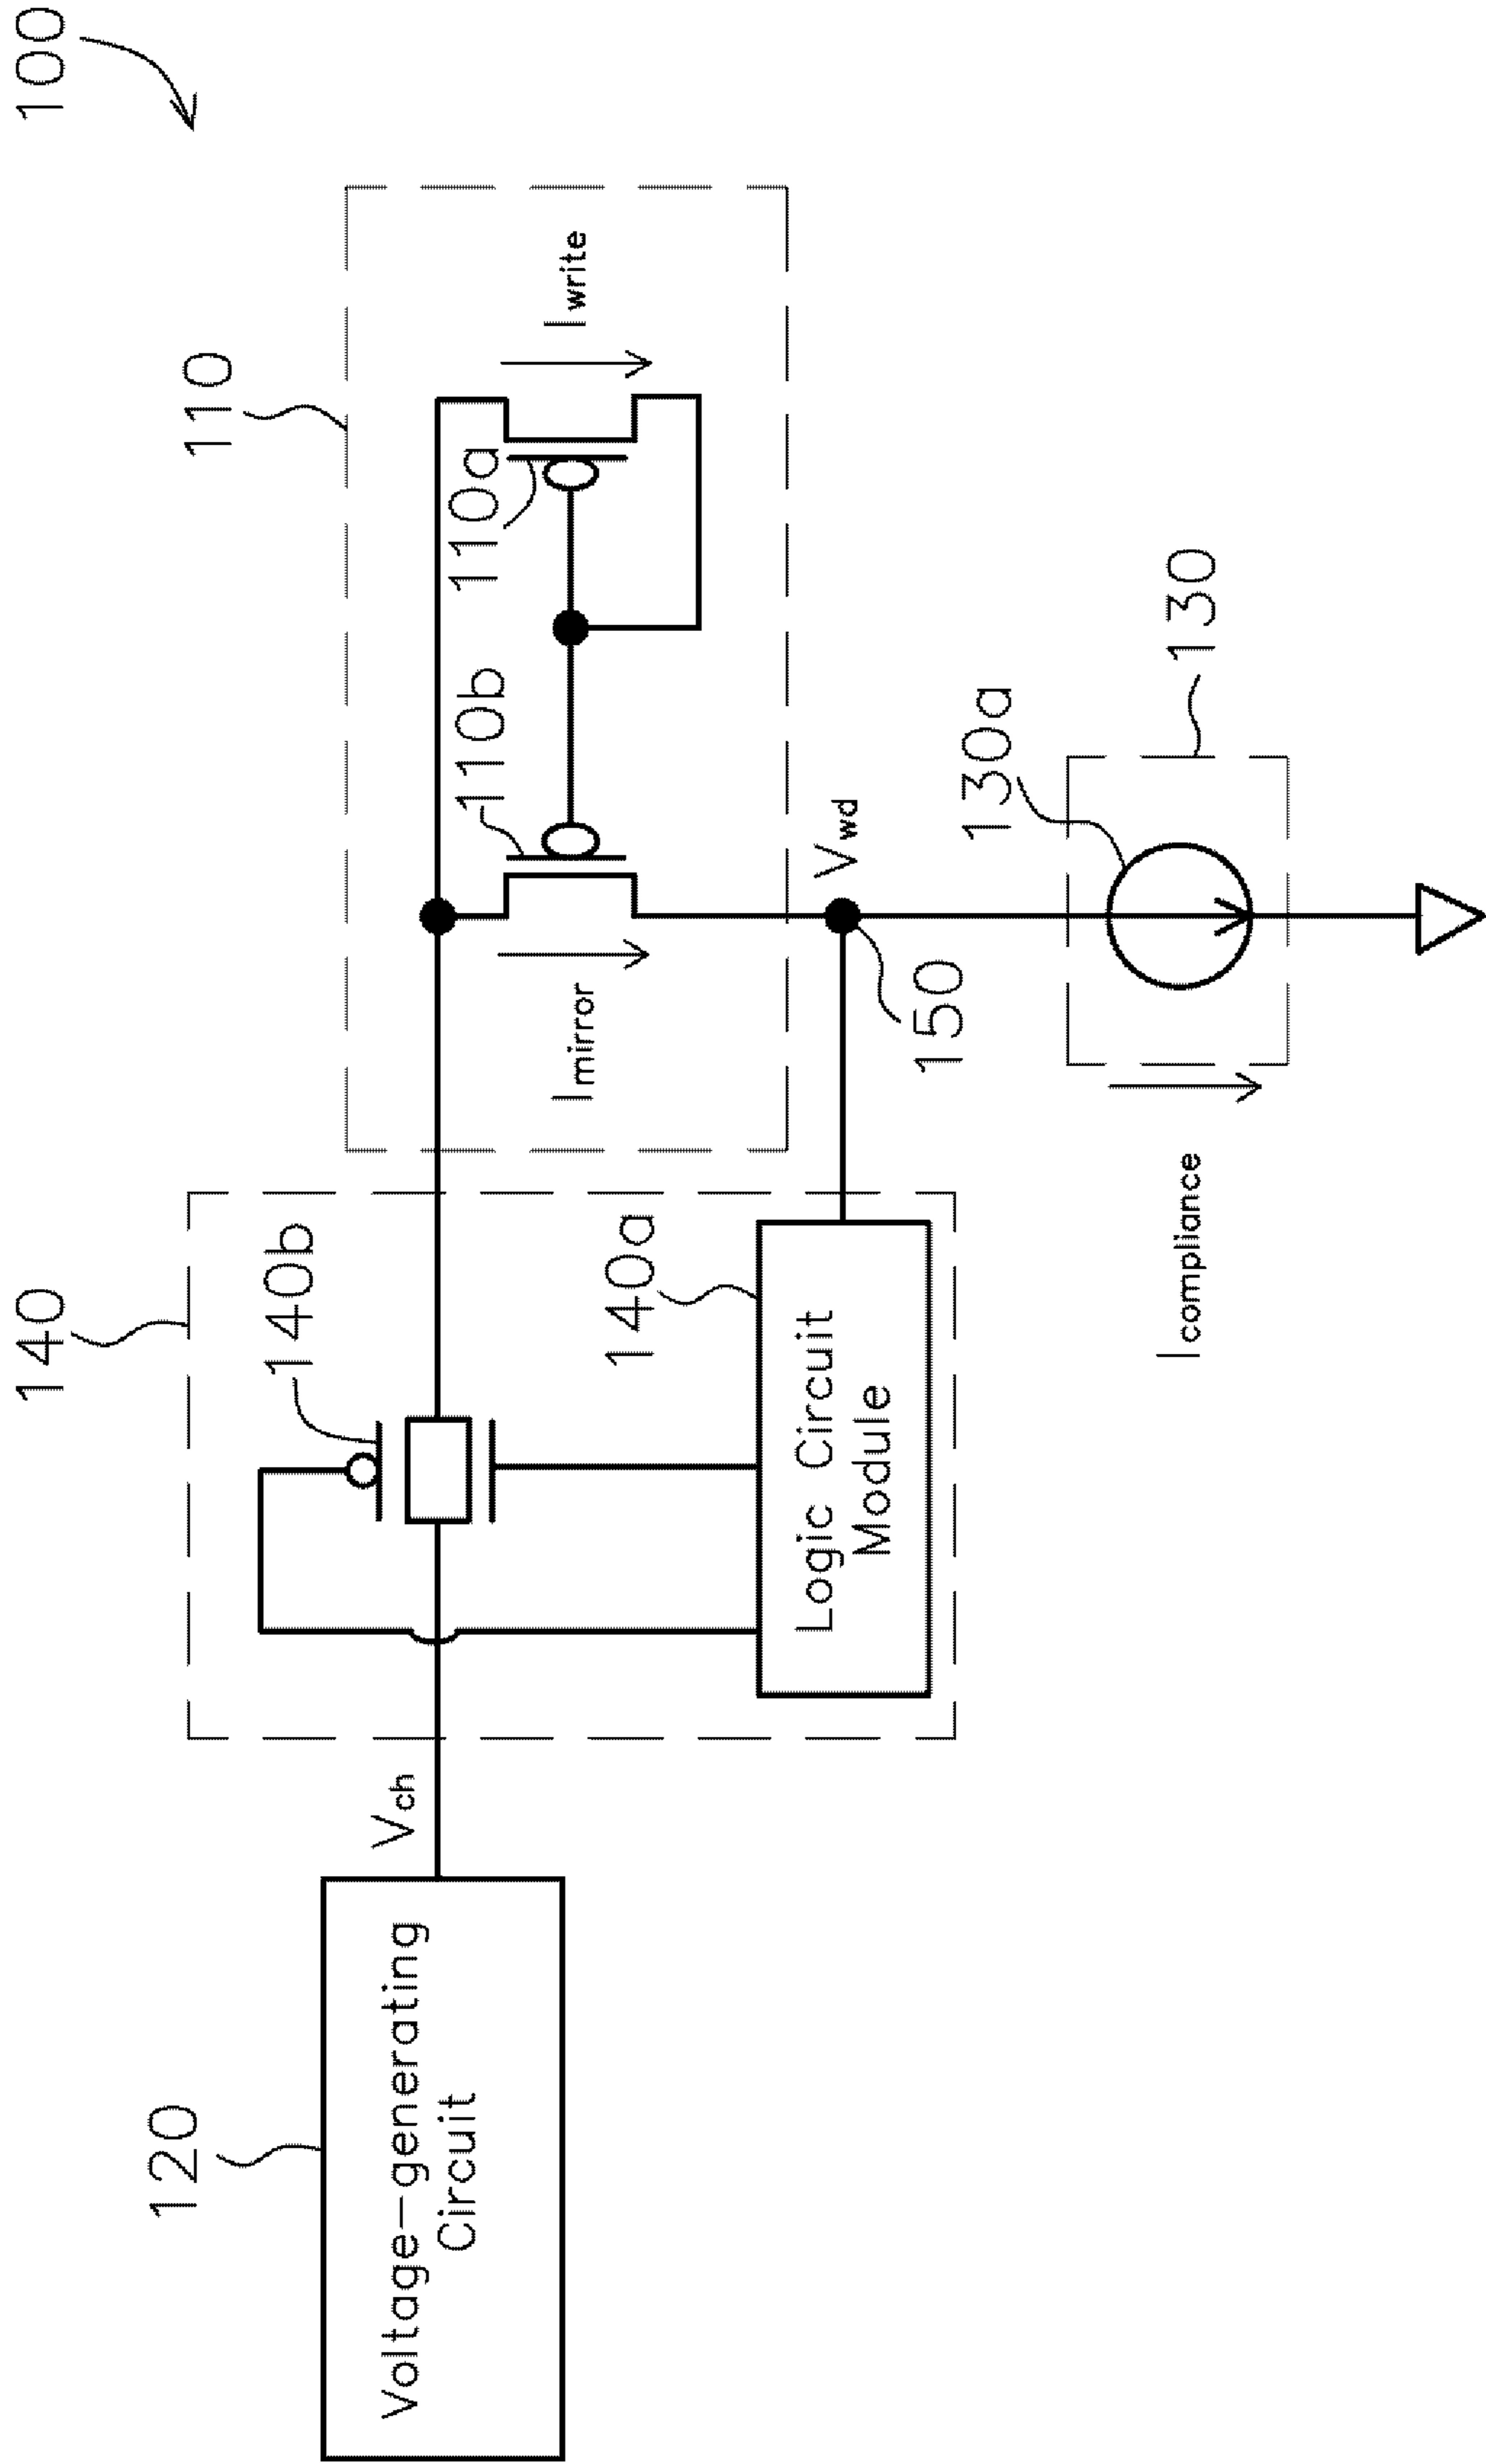 100
140
110
120
140b
110b
110a
Vch
Imirror
Iwrite
Voltage-generating
Circuit
140a
Vwd
150
Logic Circuit
Module
130a
130
Icompliance